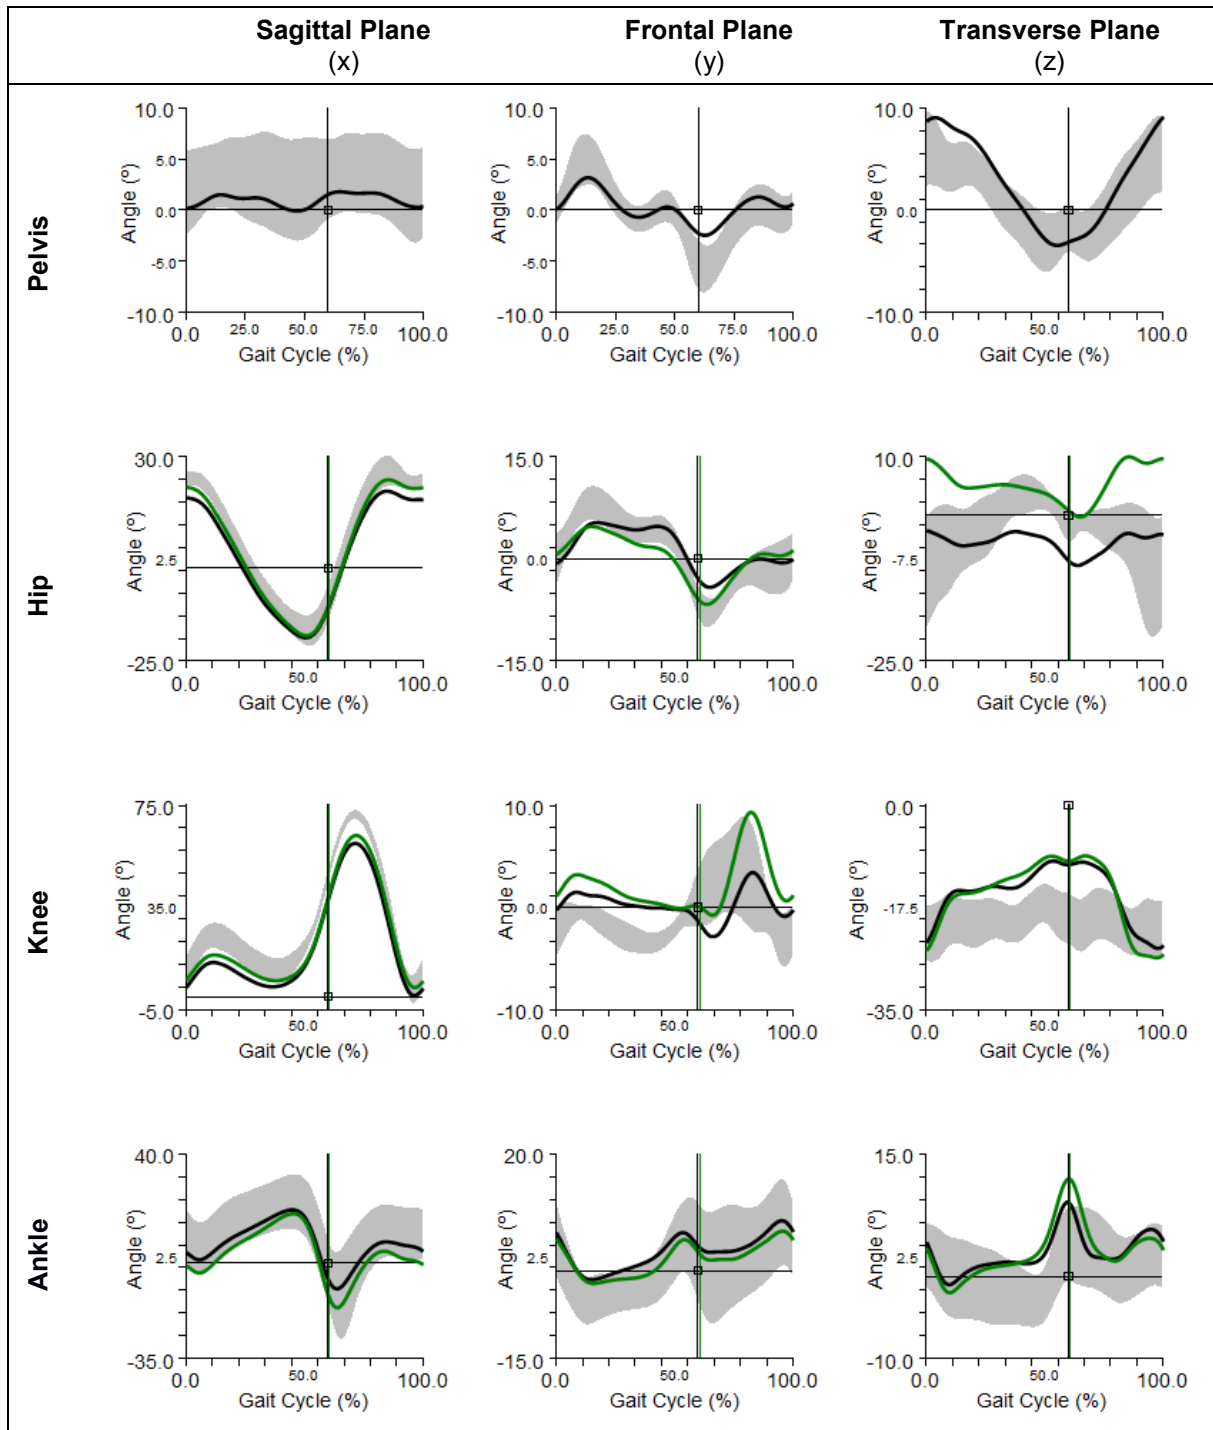 Sagittal Plane
(x)
Frontal Plane
(y)
Transverse Plane
(z)
Pelvis
Angle (º)
10.0
5.0
0.0
-5.0
-10.0
0.0 25.0 50.0 75.0 100.0
Gait Cycle (%)
Angle (º)
10.0
5.0
0.0
-5.0
-10.0
0.0 25.0 50.0 75.0 100.0
Gait Cycle (%)
Angle (º)
10.0
0.0
-10.0
0.0 50.0 100.0
Gait Cycle (%)
Hip
Angle (º)
30.0
2.5
-25.0
0.0 50.0 100.0
Gait Cycle (%)
Angle (º)
15.0
0.0
-15.0
0.0 50.0 100.0
Gait Cycle (%)
Angle (º)
10.0
-7.5
-25.0
0.0 50.0 100.0
Gait Cycle (%)
Knee
Angle (º)
75.0
35.0
-5.0
0.0 50.0 100.0
Gait Cycle (%)
Angle (º)
10.0
0.0
-10.0
0.0 50.0 100.0
Gait Cycle (%)
Angle (º)
0.0
-17.5
-35.0
0.0 50.0 100.0
Gait Cycle (%)
Ankle
Angle (º)
40.0
2.5
-35.0
0.0 50.0 100.0
Gait Cycle (%)
Angle (º)
20.0
2.5
-15.0
0.0 50.0 100.0
Gait Cycle (%)
Angle (º)
15.0
2.5
-10.0
0.0 50.0 100.0
Gait Cycle (%)